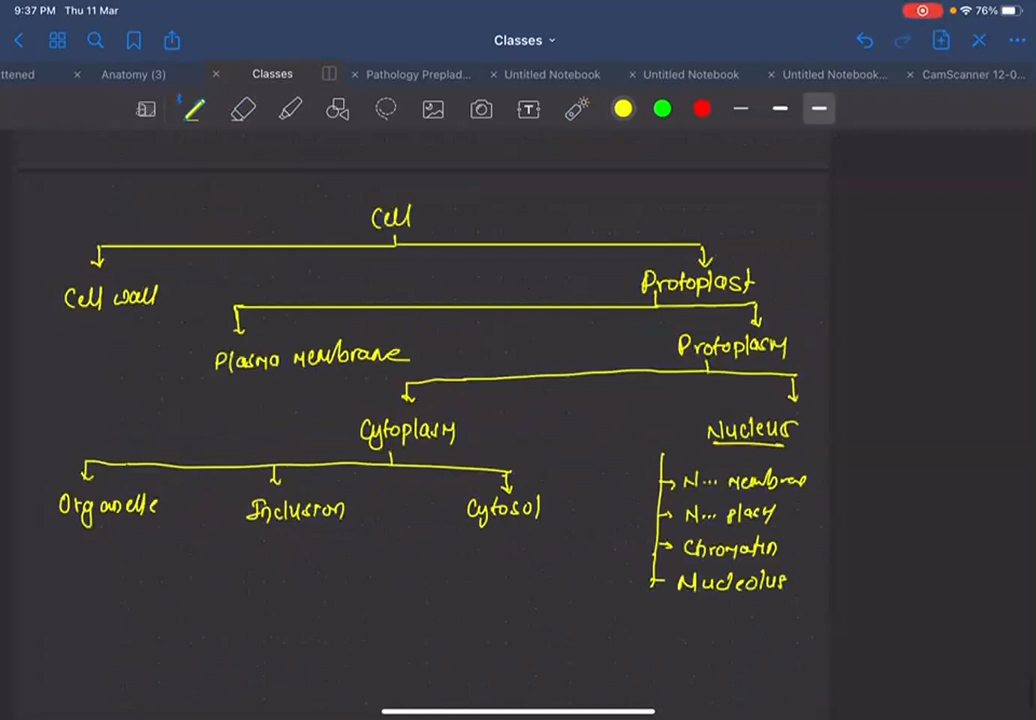 9:37 PM Thu 11 Mar
76%
Classes
ttened
Anatomy (3)
Classes
Pathology Preplad...
Untitled Notebook
Untitled Notebook
Untitled Notebook...
CamScanner 12-0...
Cell
Cell wall
Protoplast
Plasma membrane
Protoplasm
Cytoplasm
Nucleus
Organelle
Inclusion
Cytosol
N... membran
N... plasm
Chromatin
Nucleolus